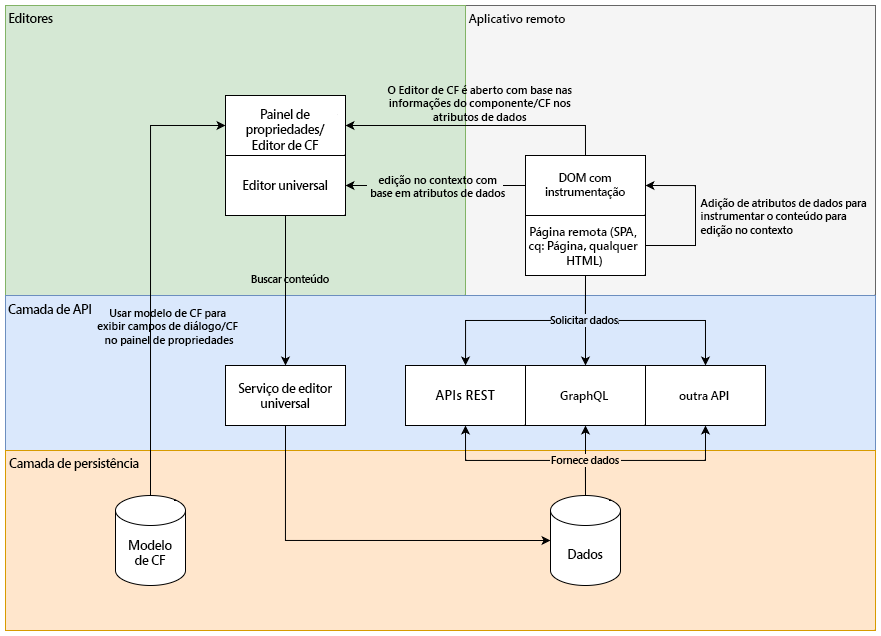 Editores
Aplicativo remoto
O Editor de CF é aberto com base nas
informações do componente/CF nos
atributos de dados
Painel de
propriedades/
Editor de CF
Editor universal
edição no contexto com
base em atributos de dados
DOM com
instrumentação
Página remota (SPA,
cq: Página, qualquer
HTML)
Adição de atributos de dados para
instrumentar o conteúdo para
edição no contexto
Buscar conteúdo
Camada de API
Usar modelo de CF para
exibir campos de diálogo/CF
no painel de propriedades
Solicitar dados
Serviço de editor
universal
APIs REST
GraphQL
outra API
Camada de persistência
Fornece dados
Modelo
de CF
Dados